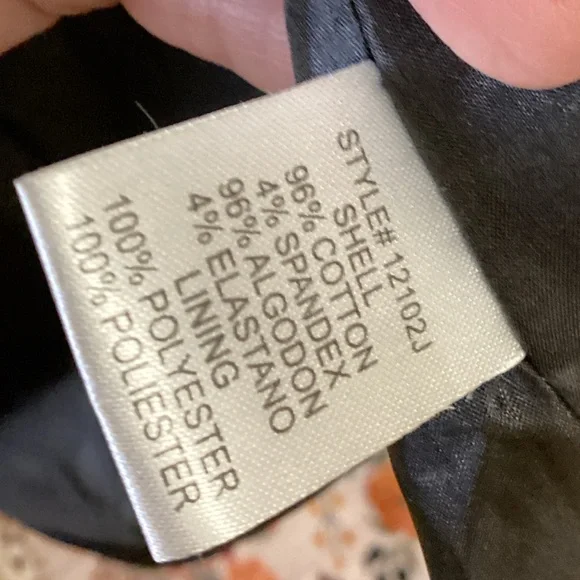 STYLE# 12102J
SHELL
96% COTTON
4% SPANDEX
96% ALGODON
4% ELASTANO
LINING
100% POLYESTER
100% POLIESTER